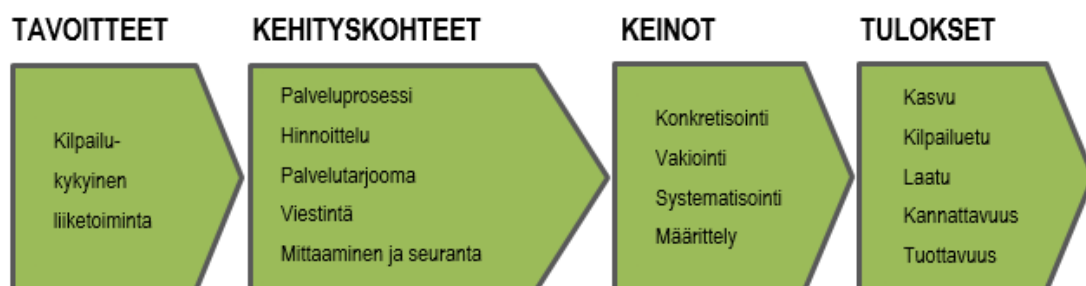 TAVOITTEET
Kilpailu-
kykyinen
liiketoiminta
KEHITYSKOHTEET
Palveluprosessi
Hinnoittelu
Palvelutarjooma
Viestintä
Mittaaminen ja seuranta
KEINOT
Konkretisointi
Vakiointi
Systematisointi
Määrittely
TULOKSET
Kasvu
Kilpailuetu
Laatu
Kannattavuus
Tuottavuus